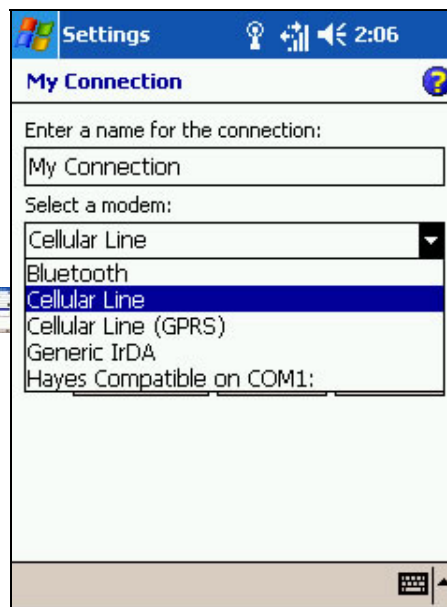 Settings 2:06
My Connection ?
Enter a name for the connection:
My Connection
Select a modem:
Cellular Line
Bluetooth
Cellular Line
Cellular Line (GPRS)
Generic IrDA
Hayes Compatible on COM1: